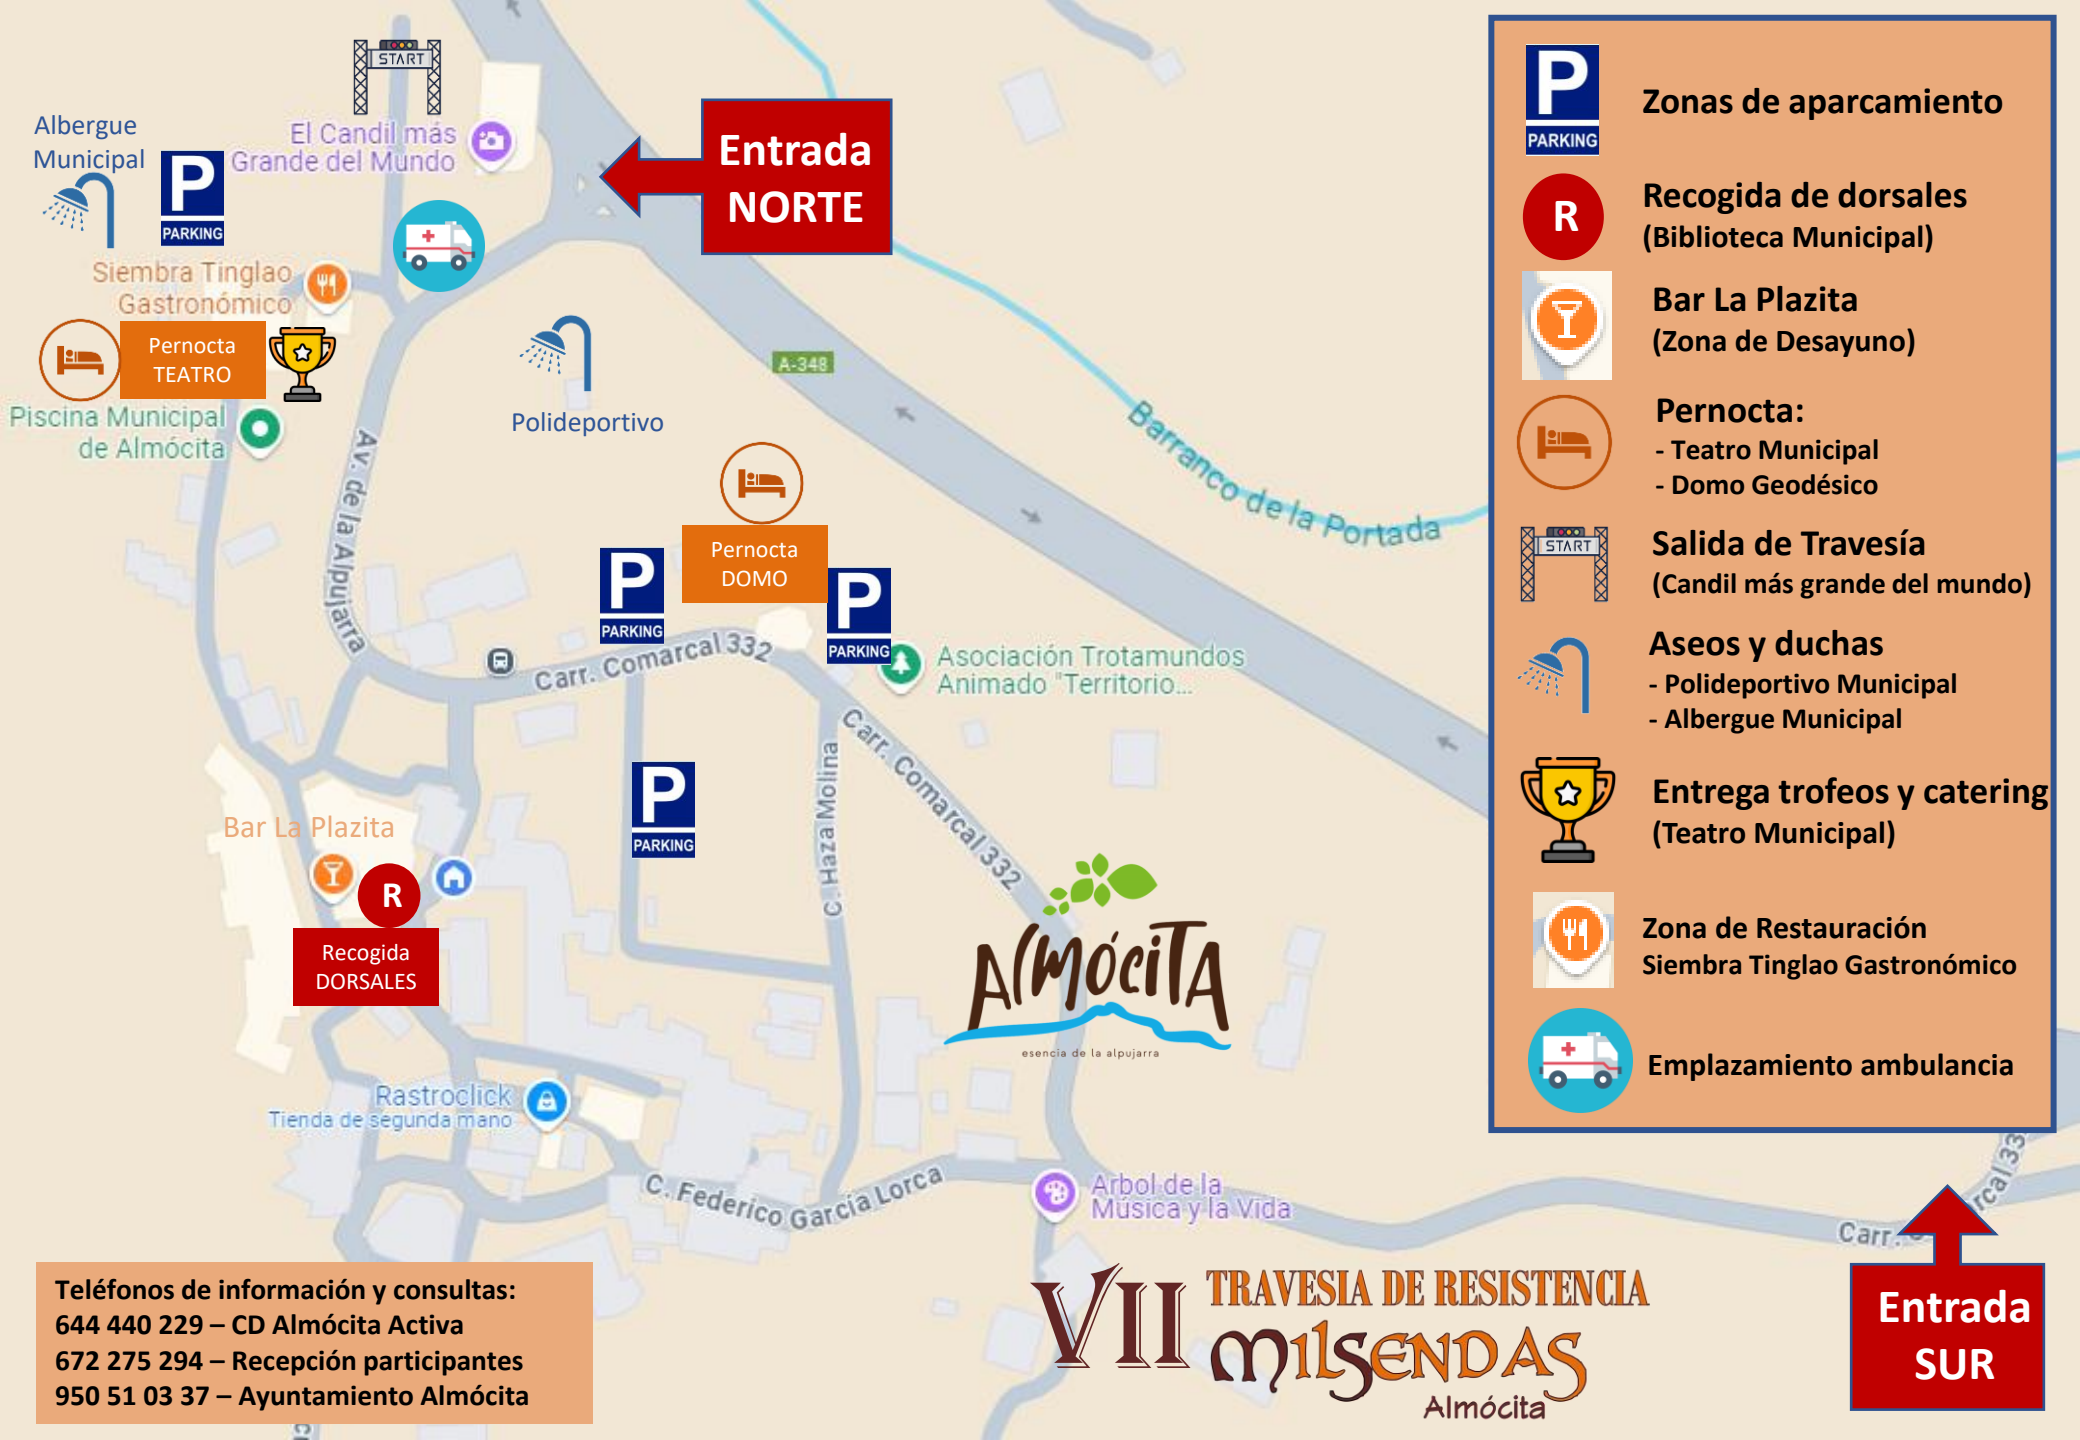 START
Albergue
Municipal
P
PARKING
El Candil más
Grande del Mundo
Entrada
NORTE
Siembra Tinglao
Gastronómico
Pernocta
TEATRO
Piscina Municipal
de Almócita
Polideportivo
A-348
Av. de la Alpujarra
Barranco de la Portada
Pernocta
DOMO
P
PARKING
P
PARKING
Carr. Comarcal 332
Asociación Trotamundos
Animado "Territorio...
Carr. Comarcal 332
C. Haza Molina
P
PARKING
Bar La Plazita
R
Recogida
DORSALES
Almócita
esencia de la alpujarra
Rastroclick
Tienda de segunda mano
C. Federico García Lorca
Arbol de la
Música y la Vida
Carr.
rcal 33
Entrada
SUR
P
PARKING
Zonas de aparcamiento
R
Recogida de dorsales
(Biblioteca Municipal)
Bar La Plazita
(Zona de Desayuno)
Pernocta:
- Teatro Municipal
- Domo Geodésico
START
Salida de Travesía
(Candil más grande del mundo)
Aseos y duchas
- Polideportivo Municipal
- Albergue Municipal
Entrega trofeos y catering
(Teatro Municipal)
Zona de Restauración
Siembra Tinglao Gastronómico
Emplazamiento ambulancia
Teléfonos de información y consultas:
644 440 229 – CD Almócita Activa
672 275 294 – Recepción participantes
950 51 03 37 – Ayuntamiento Almócita
VII TRAVESIA DE RESISTENCIA
MILSENDAS
Almócita